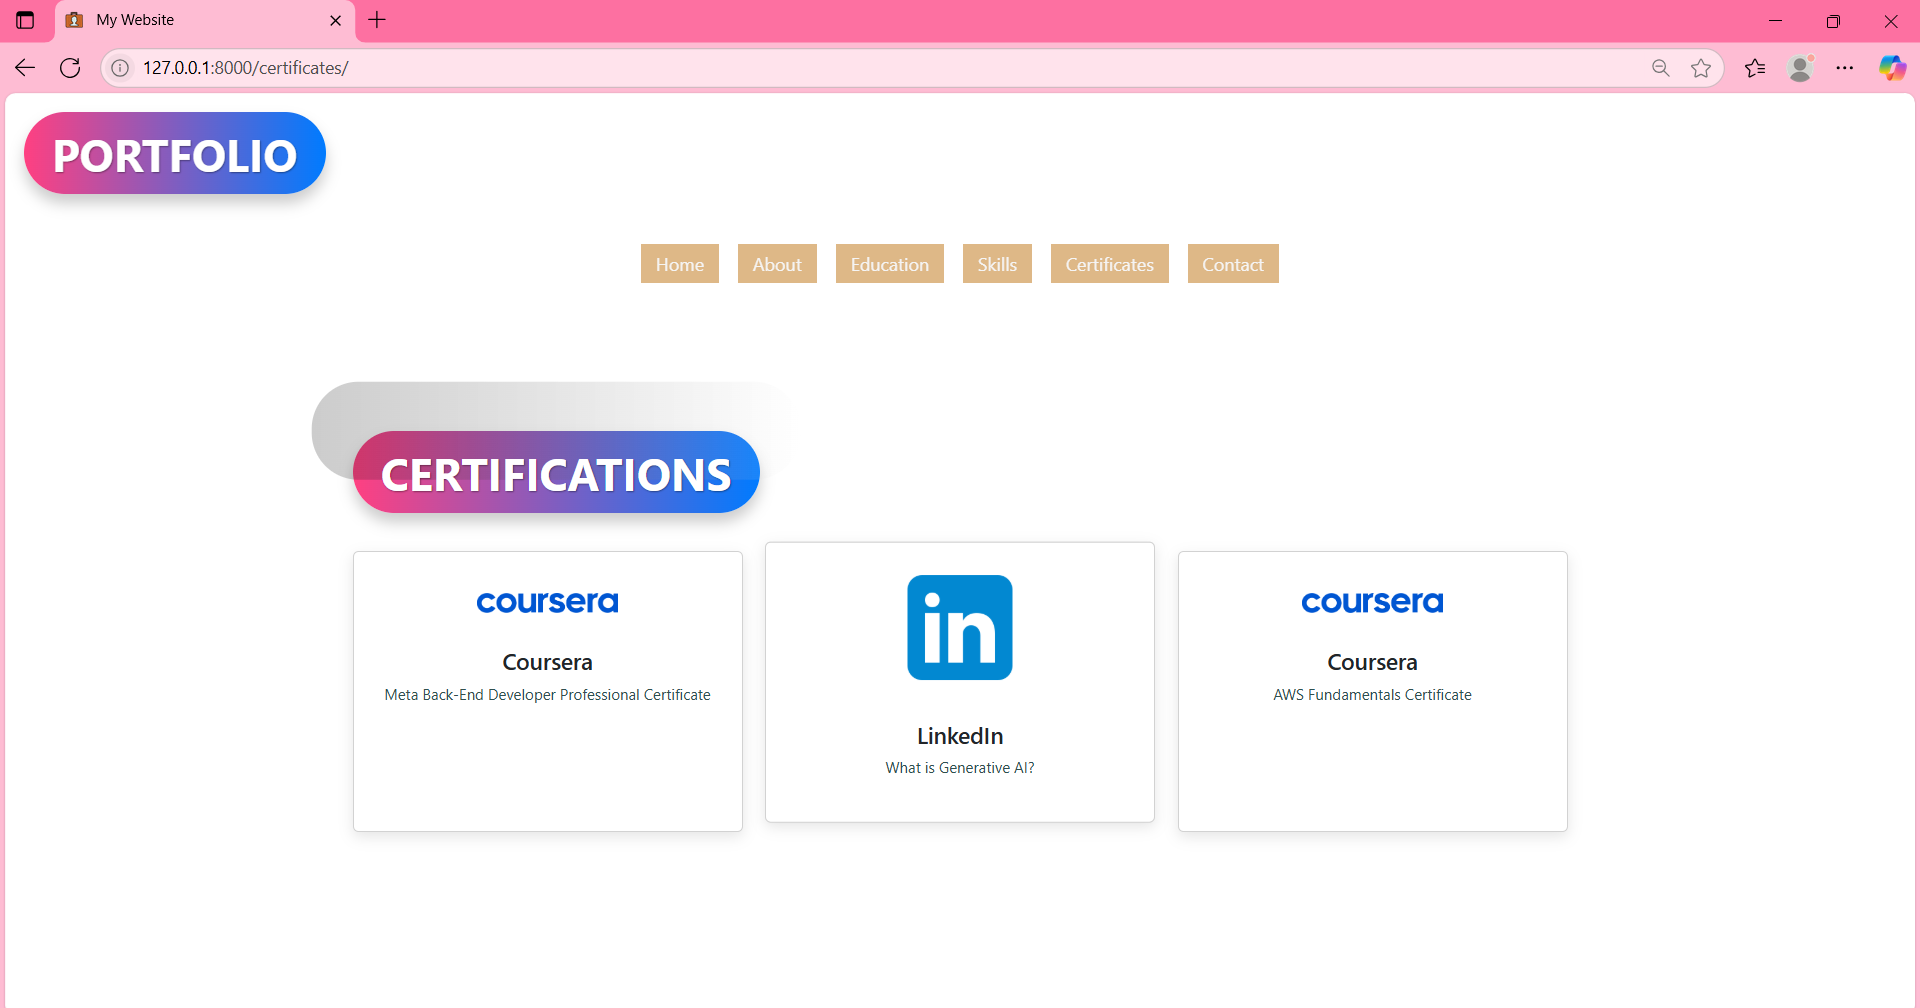 My Website
127.0.0.1:8000/certificates/
PORTFOLIO
Home About Education Skills Certificates Contact
CERTIFICATIONS
coursera
Coursera
Meta Back-End Developer Professional Certificate
in
LinkedIn
What is Generative AI?
coursera
Coursera
AWS Fundamentals Certificate